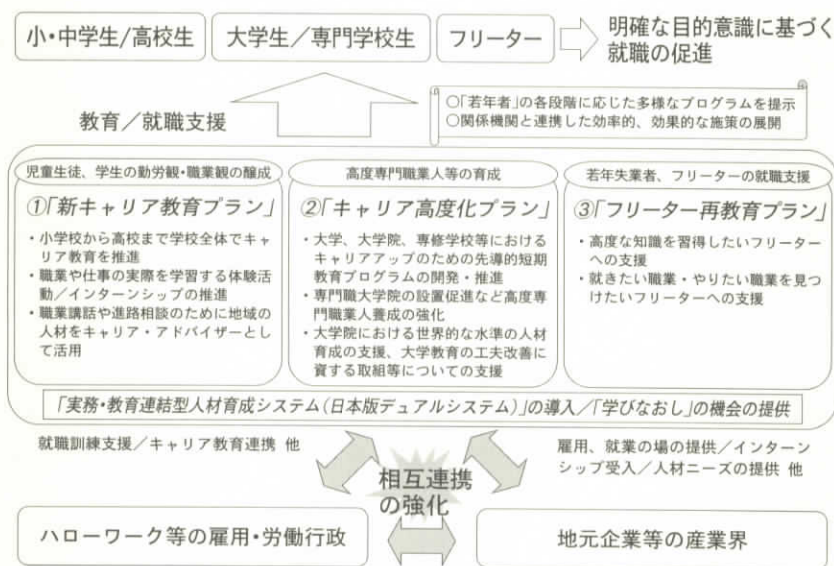 小・中学生/高校生
大学生／専門学校生
フリーター
明確な目的意識に基づく
就職の促進
教育／就職支援
○「若年者」の各段階に応じた多様なプログラムを提示
○関係機関と連携した効率的、効果的な施策の展開
児童生徒、学生の勤労観・職業観の醸成
①「新キャリア教育プラン」
・小学校から高校まで学校全体でキャ
リア教育を推進
・職業や仕事の実際を学習する体験活
動／インターンシップの推進
・職業講話や進路相談のために地域の
人材をキャリア・アドバイザーとし
て活用
高度専門職業人等の育成
②「キャリア高度化プラン」
・大学、大学院、専修学校等における
キャリアアップのための先導的短期
教育プログラムの開発・推進
・専門職大学院の設置促進など高度専
門職業人養成の強化
・大学院における世界的な水準の人材
育成の支援、大学教育の工夫改善に
資する取組等についての支援
若年失業者、フリーターの就職支援
③「フリーター再教育プラン」
・高度な知識を習得したいフリーター
への支援
・就きたい職業・やりたい職業を見つ
けたいフリーターへの支援
「実務・教育連結型人材育成システム(日本版デュアルシステム)」の導入／「学びなおし」の機会の提供
就職訓練支援／キャリア教育連携 他
雇用、就業の場の提供／インターン
シップ受入／人材ニーズの提供 他
相互連携
の強化
ハローワーク等の雇用・労働行政
地元企業等の産業界